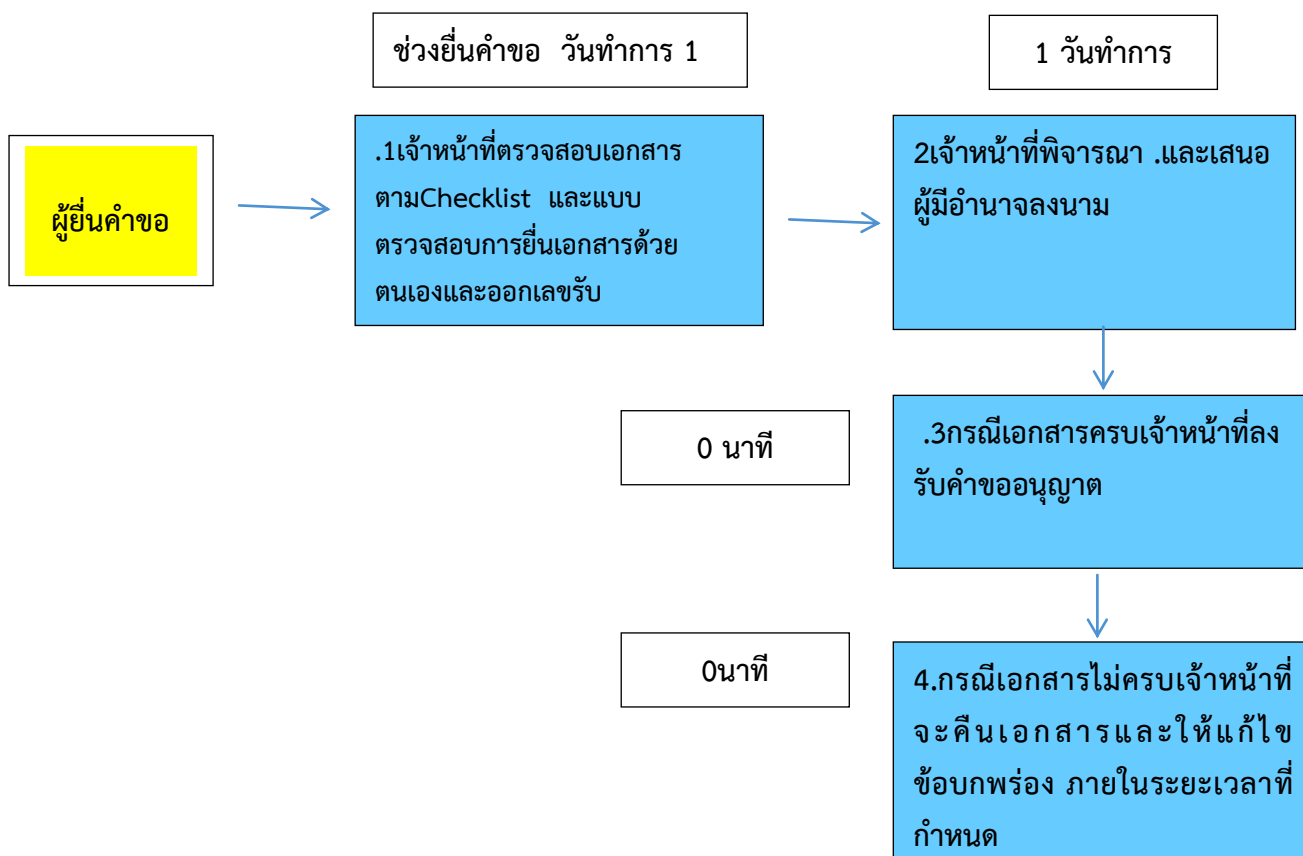 ช่วงยื่นคำขอ วันทำการ 1
1 วันทำการ
ผู้ยื่นคำขอ
.1เจ้าหน้าที่ตรวจสอบเอกสาร
ตามChecklist และแบบ
ตรวจสอบการยื่นเอกสารด้วย
ตนเองและออกเลขรับ
2เจ้าหน้าที่พิจารณา .และเสนอ
ผู้มีอำนาจลงนาม
0 นาที
.3กรณีเอกสารครบเจ้าหน้าที่ลง
รับคำขออนุญาต
0นาที
4.กรณีเอกสารไม่ครบเจ้าหน้าที่
จะคืนเอกสารและให้แก้ไข
ข้อบกพร่อง ภายในระยะเวลาที่
กำหนด